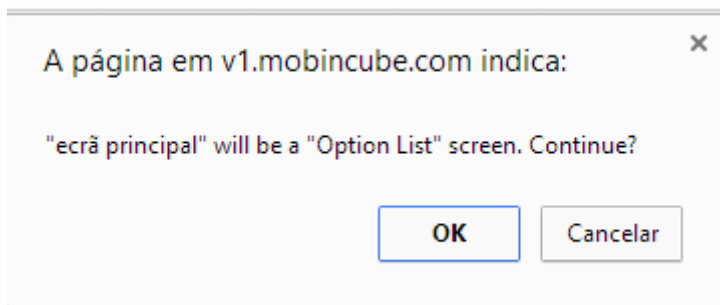 A página em v1.mobincube.com indica:
"ecrã principal" will be a "Option List" screen. Continue?
OK Cancelar